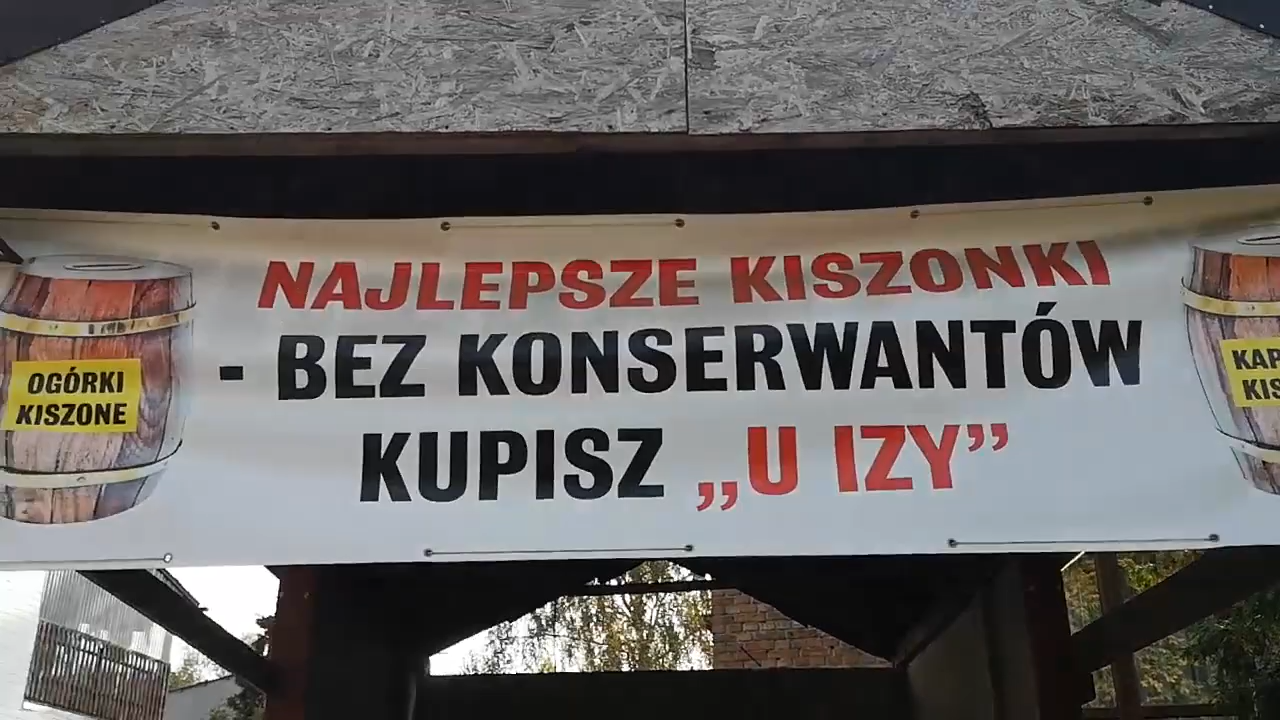 NAJLEPSZE KISZONKI
- BEZ KONSERWANTÓW
KUPISZ „U IZY”
OGÓRKI
KISZONE